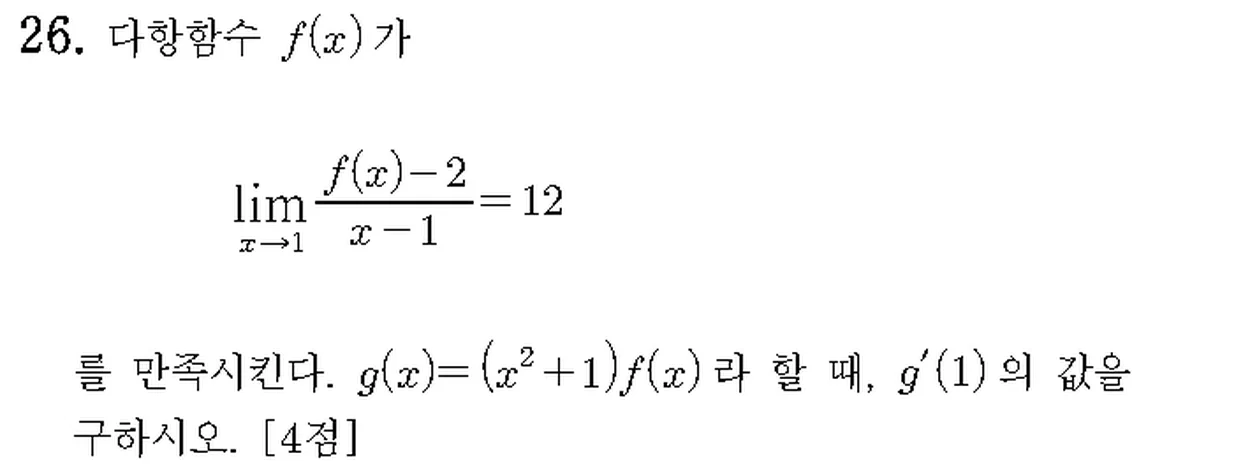 26. 다항함수 f(x)가
lim_{x→1} \frac{f(x)-2}{x-1} = 12
를 만족시킨다. g(x)=(x²+1)f(x)라 할 때, g′(1)의 값을
구하시오. [4점]